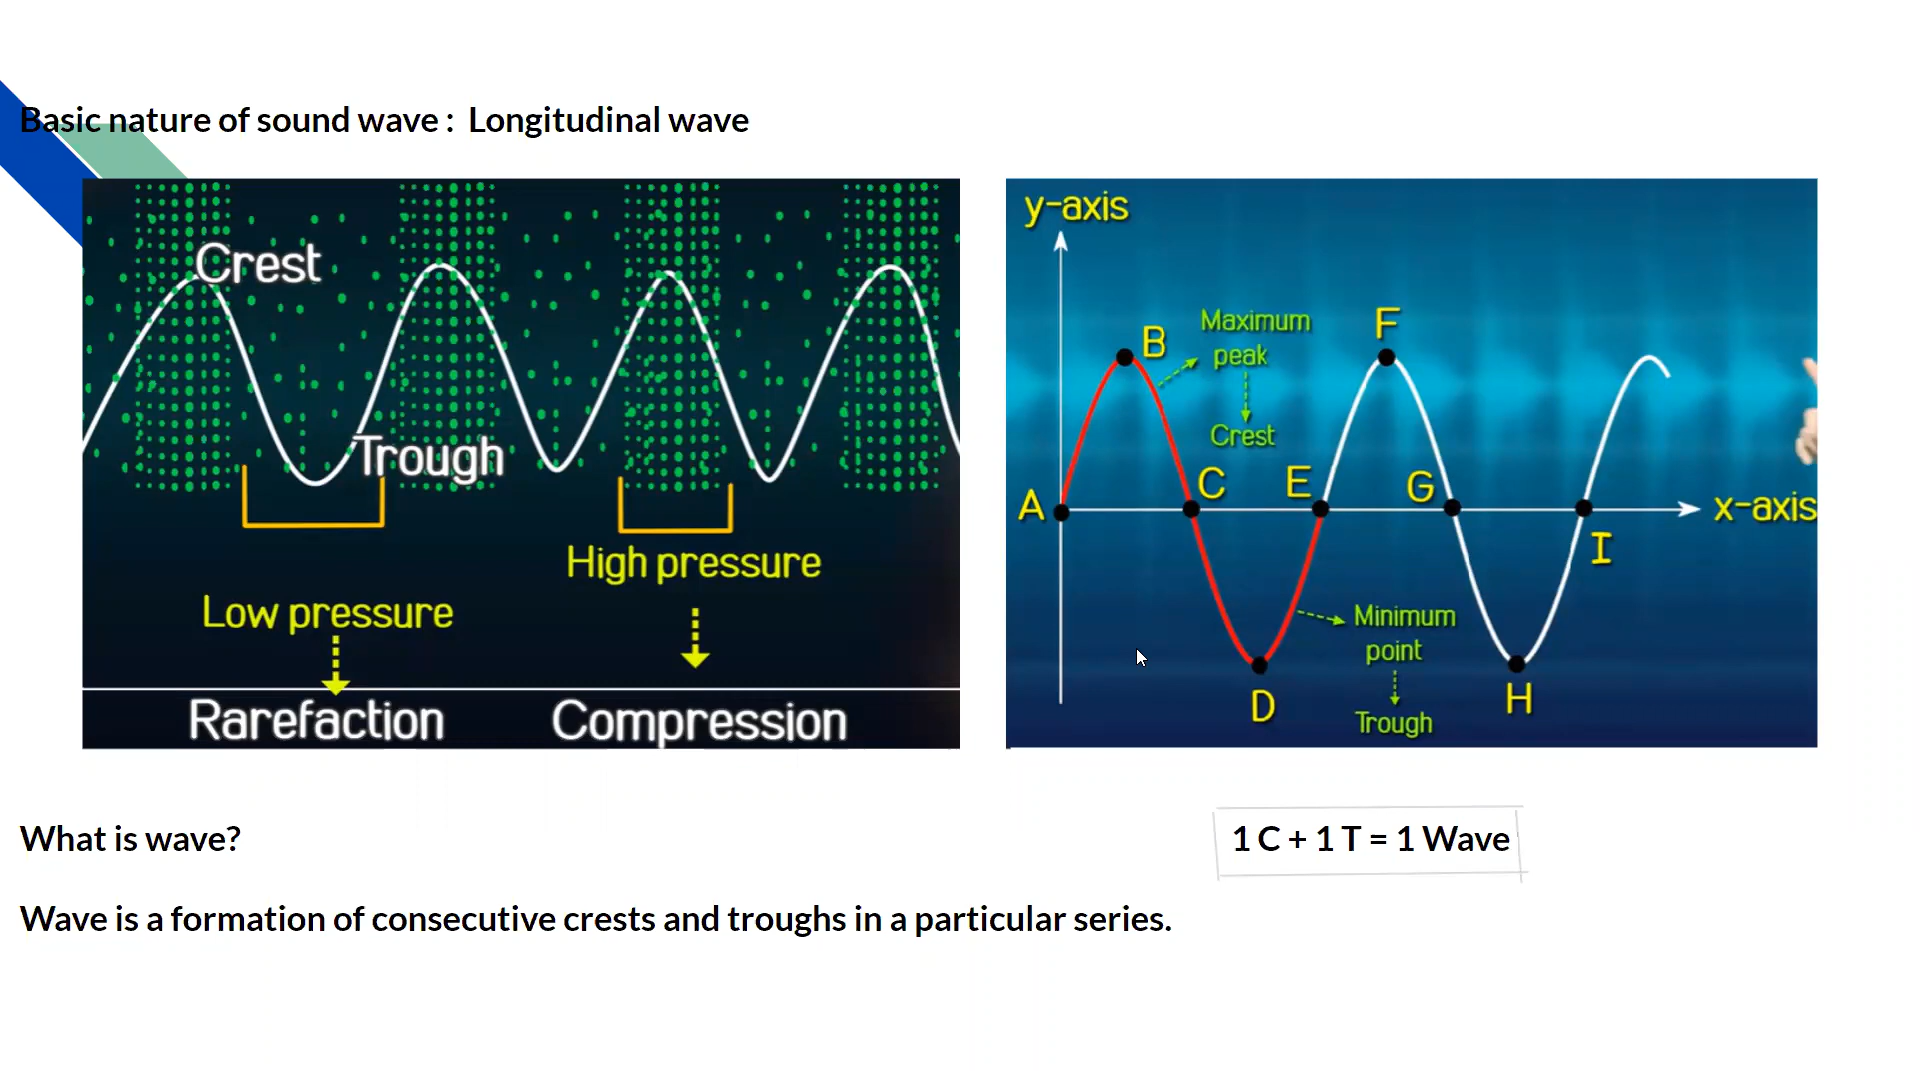 Basic nature of sound wave : Longitudinal wave
Crest
Trough
High pressure
Low pressure
Rarefaction
Compression
y-axis
Maximum
peak
Crest
A
B
C
D
E
F
G
H
I
x-axis
Minimum
point
Trough
What is wave?
1 C + 1 T = 1 Wave
Wave is a formation of consecutive crests and troughs in a particular series.